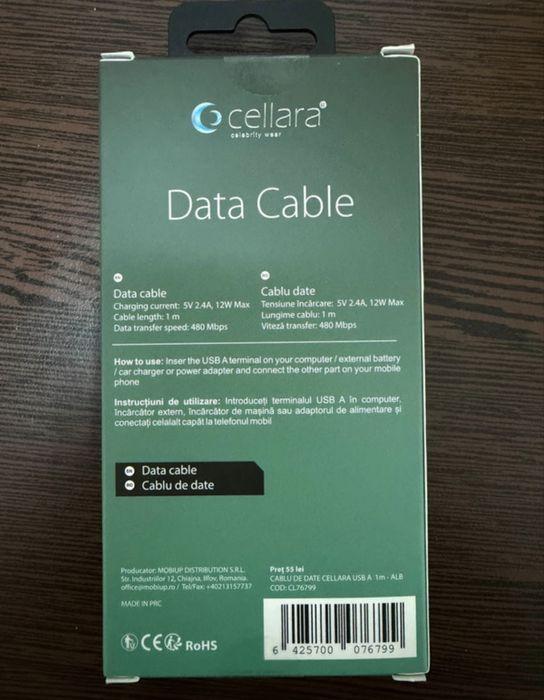 cellara®
celebrity wear
Data Cable
EN
Data cable
Charging current: 5V 2.4A, 12W Max
Cable length: 1 m
Data transfer speed: 480 Mbps
RO
Cablu date
Tensiune încărcare: 5V 2.4A, 12W Max
Lungime cablu: 1 m
Viteză transfer: 480 Mbps
How to use: Inser the USB A terminal on your computer / external battery
/ car charger or power adapter and connect the other part on your mobile
phone
Instrucțiuni de utilizare: Introduceți terminalul USB A în computer,
încărcător extern, încărcător de mașină sau adaptorul de alimentare și
conectați celalalt capăt la telefonul mobil
EN Data cable
RO Cablu de date
Producator: MOBIUP DISTRIBUTION S.R.L.
Str. Industriilor 12, Chiajna, Ilfov, Romania.
office@mobiup.ro / Tel/Fax: +40213157737
MADE IN PRC
Preț 55 lei
CABLU DE DATE CELLARA USB A 1m - ALB
COD: CL76799
CE RoHS
6 425700 076799